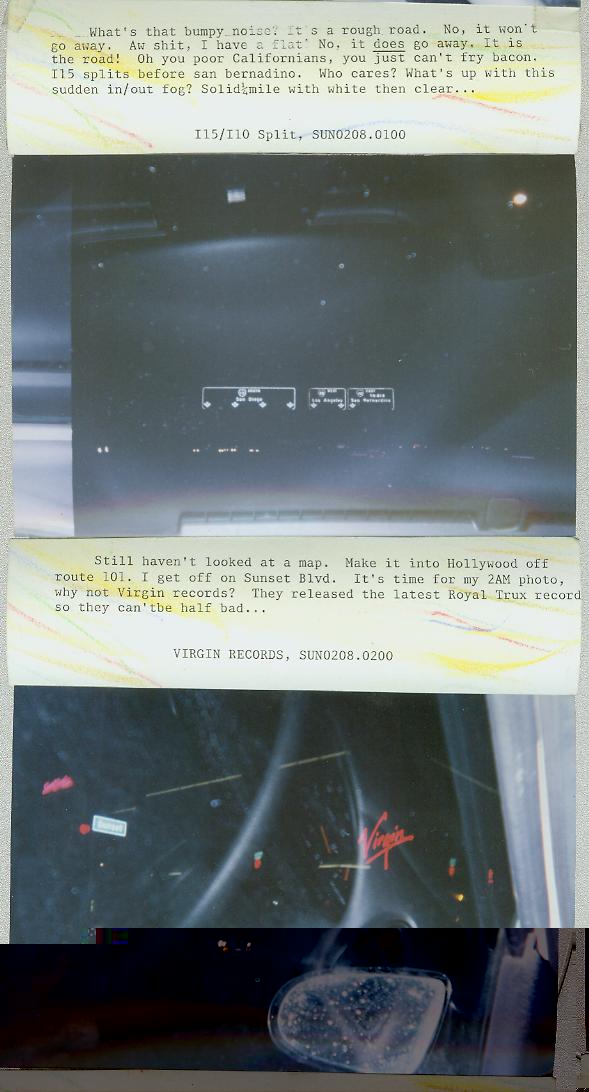 What's that bumpy noise? It's a rough road. No, it won't
go away. Aw shit, I have a flat! No, it does go away. It is
the road! Oh you poor Californians, you just can't fry bacon.
I15 splits before san bernadino. Who cares? What's up with this
sudden in/out fog? Solid¼mile with white then clear...
I15/I10 Split, SUN0208.0100
SOUTH
San Diego
WEST
Los Angeles
EAST
San Bernardino
Still haven't looked at a map. Make it into Hollywood off
route 101. I get off on Sunset Blvd. It's time for my 2AM photo,
why not Virgin records? They released the latest Royal Trux record
so they can'tbe half bad...
VIRGIN RECORDS, SUN0208.0200
Sunset
Virgin